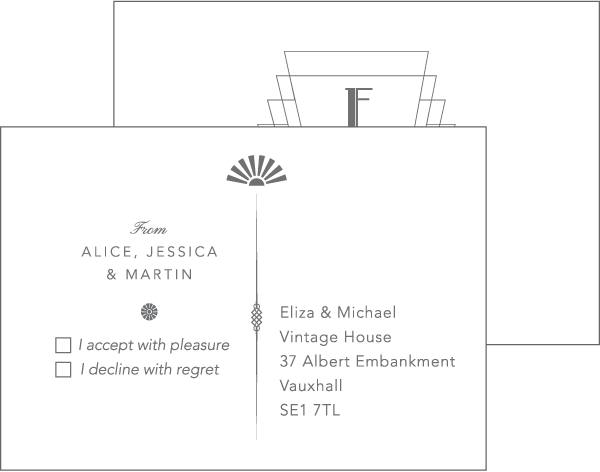 F
From
ALICE, JESSICA
& MARTIN
I accept with pleasure
I decline with regret
Eliza & Michael
Vintage House
37 Albert Embankment
Vauxhall
SE1 7TL